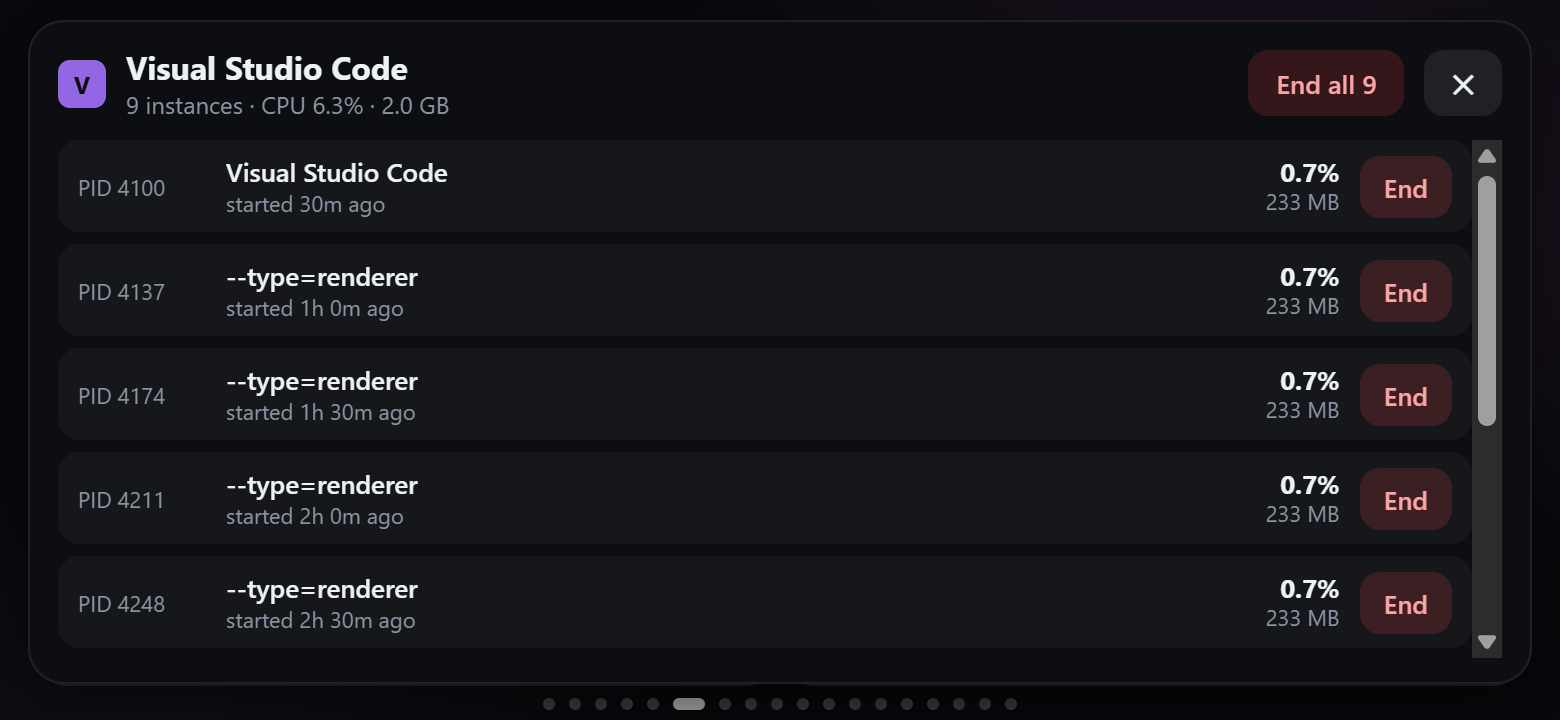 V
Visual Studio Code
9 instances · CPU 6.3% · 2.0 GB
End all 9
PID 4100
Visual Studio Code
started 30m ago
0.7%
233 MB
End
PID 4137
--type=renderer
started 1h 0m ago
0.7%
233 MB
End
PID 4174
--type=renderer
started 1h 30m ago
0.7%
233 MB
End
PID 4211
--type=renderer
started 2h 0m ago
0.7%
233 MB
End
PID 4248
--type=renderer
started 2h 30m ago
0.7%
233 MB
End